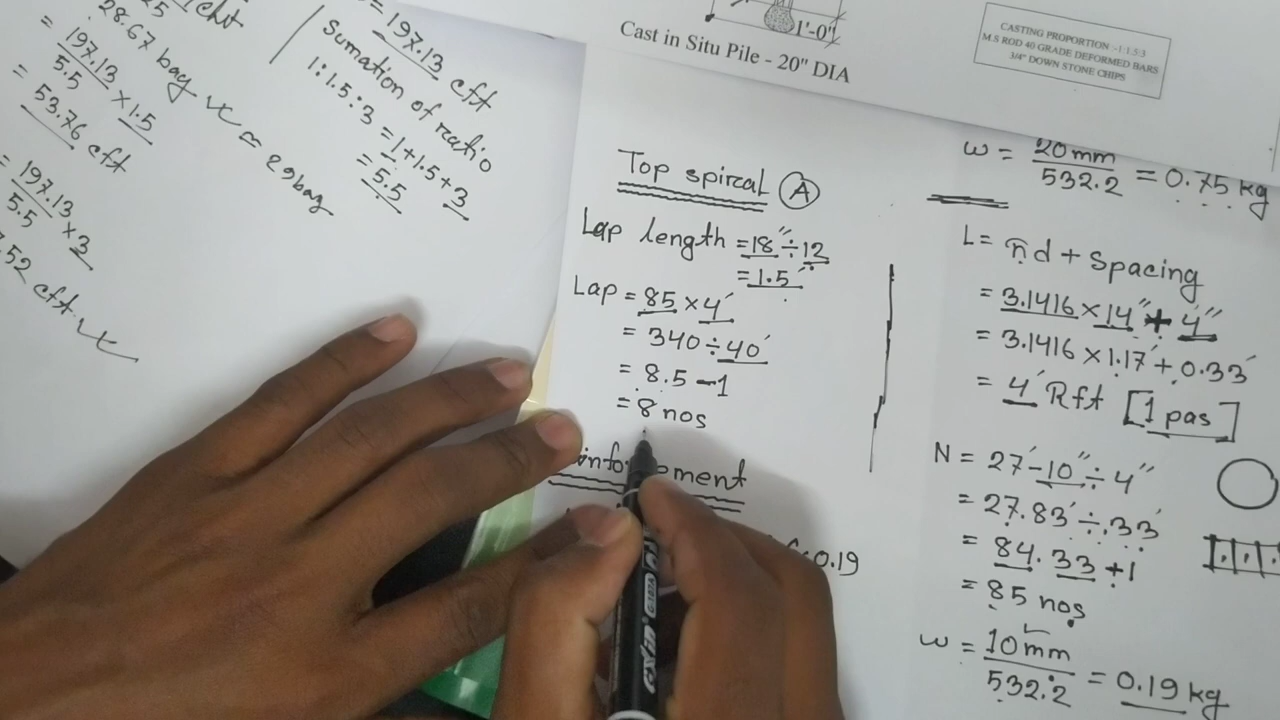 = 197.13 cft
Sumation of ratio
1:1.5:3 = 1+1.5+3
= 5.5
28.67 bag ~ 29 bag
= 197.13 / 5.5 × 1.5
= 53.76 cft
= 197.13 / 5.5 × 3
.52 cft
1'-0"
Cast in Situ Pile - 20" DIA
CASTING PROPORTION :-1:1.5:3
M.S ROD 40 GRADE DEFORMED BARS
3/4" DOWN STONE CHIPS
Top spiral (A)
Lap length = 18" ÷ 12
= 1.5'
Lap = 85 × 4'
= 340 ÷ 40'
= 8.5 - 1
= 8 nos
0.19
w = 20mm / 532.2 = 0.75 kg
L = πd + Spacing
= 3.1416 × 14" + 4"
= 3.1416 × 1.17' + 0.33'
= 4' Rft [1 pas]
N = 27'-10" ÷ 4"
= 27.83' ÷ .33'
= 84.33 + 1
= 85 nos
w = 10mm / 532.2 = 0.19 kg